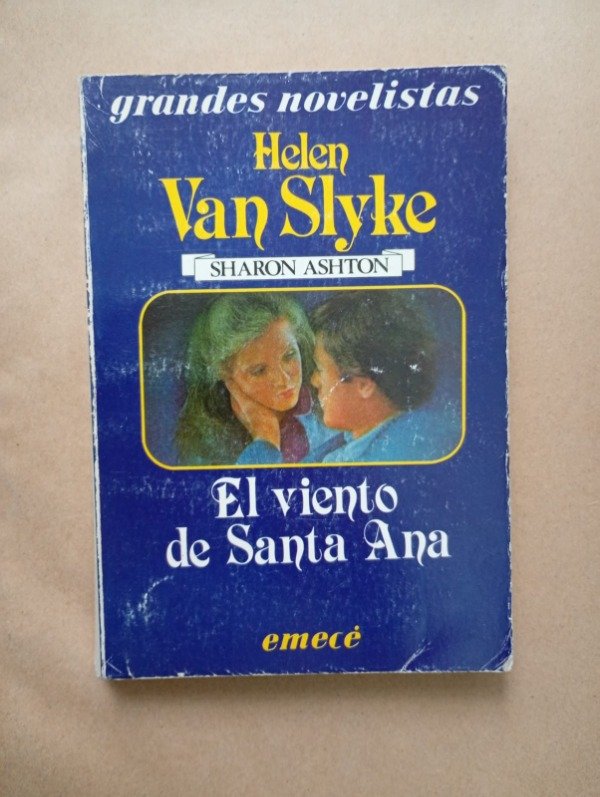 grandes novelistas
Helen
Van Slyke
SHARON ASHTON
El viento
de Santa Ana
emecé